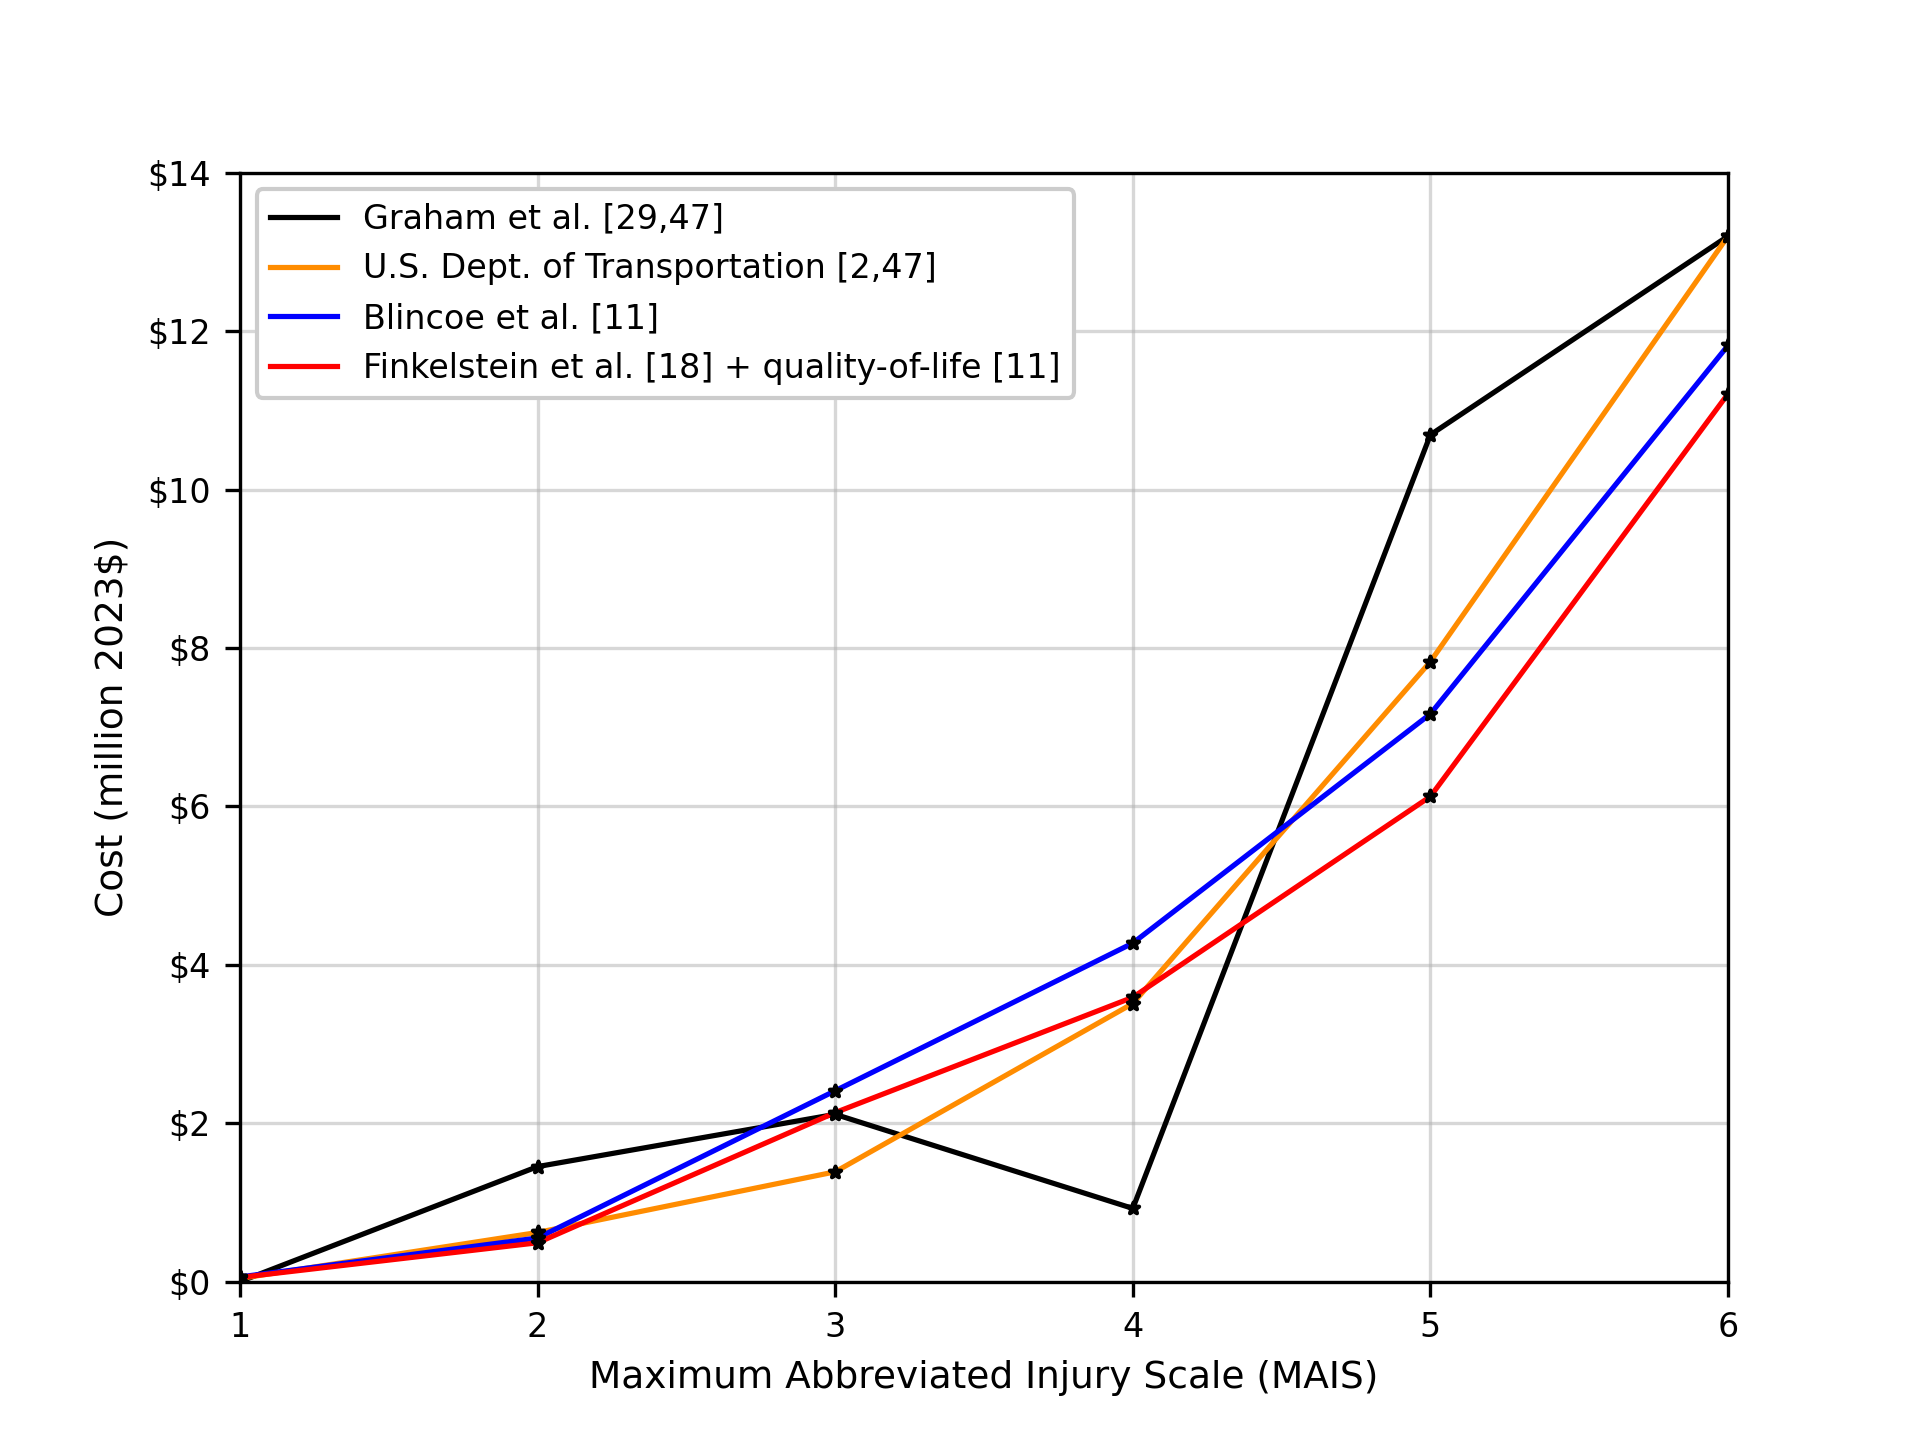 $14
$12
$10
$8
$6
$4
$2
$0
Cost (million 2023$)
Graham et al. [29,47]
U.S. Dept. of Transportation [2,47]
Blincoe et al. [11]
Finkelstein et al. [18] + quality-of-life [11]
1 2 3 4 5 6
Maximum Abbreviated Injury Scale (MAIS)